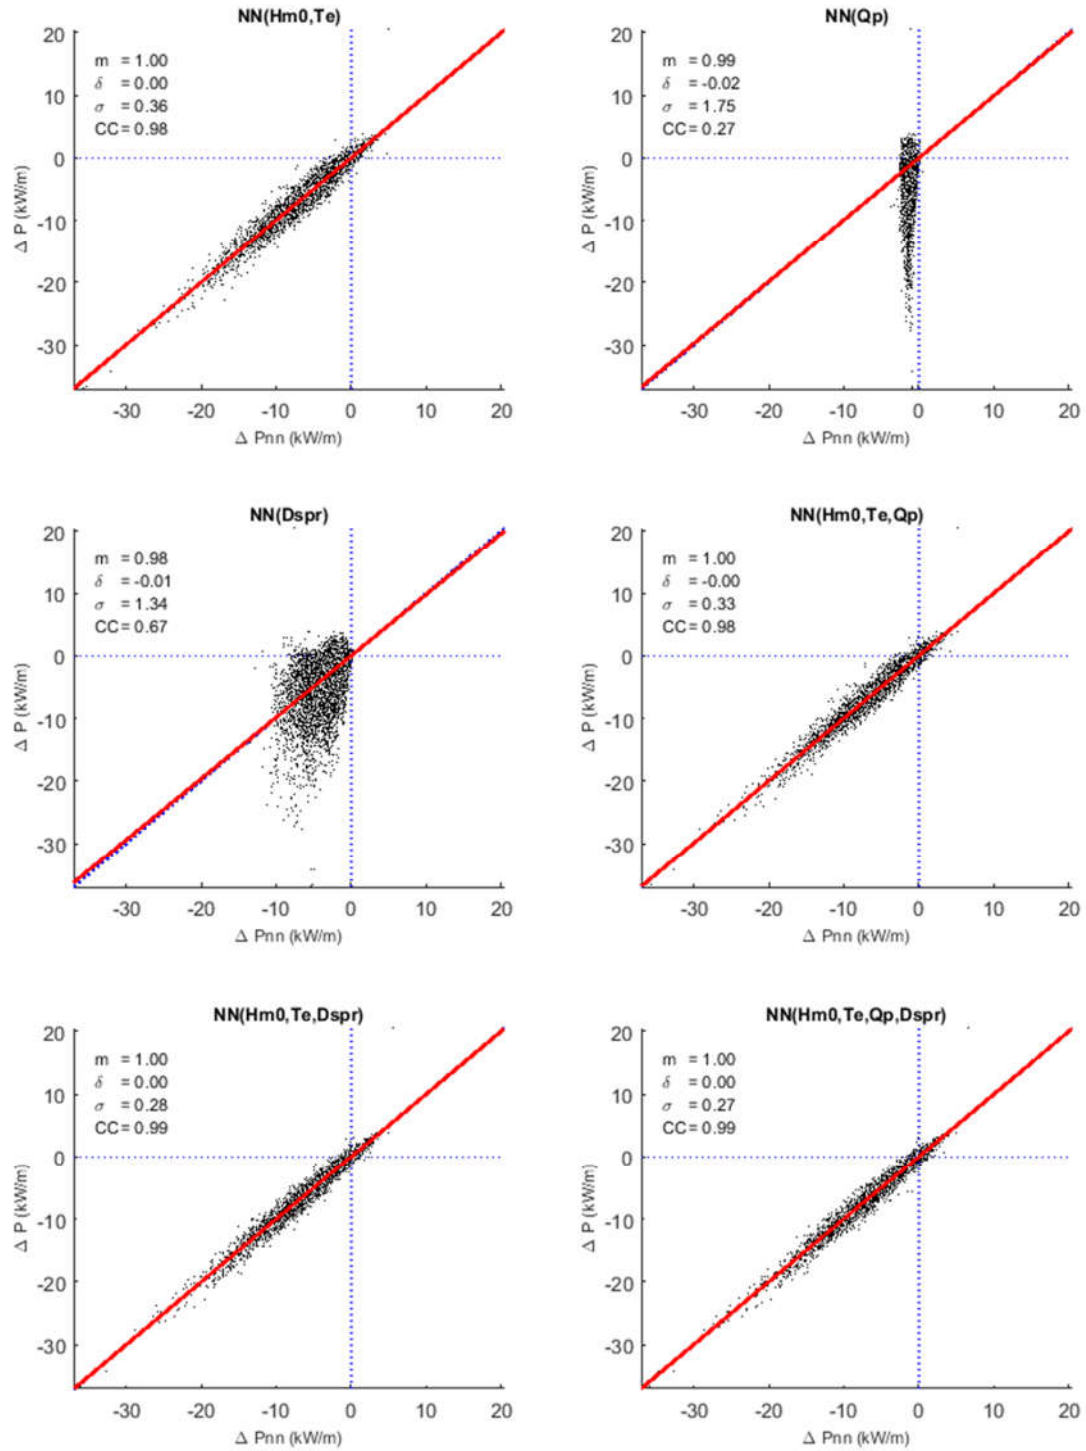 NN(Hm0,Te)
20
10
0
-10
-20
-30
m = 1.00
δ = 0.00
σ = 0.36
CC = 0.98
Δ P (kW/m)
-30 -20 -10 0 10 20
Δ Pnn (kW/m)
NN(Qp)
20
10
0
-10
-20
-30
m = 0.99
δ = -0.02
σ = 1.75
CC = 0.27
Δ P (kW/m)
-30 -20 -10 0 10 20
Δ Pnn (kW/m)
NN(Dspr)
20
10
0
-10
-20
-30
m = 0.98
δ = -0.01
σ = 1.34
CC = 0.67
Δ P (kW/m)
-30 -20 -10 0 10 20
Δ Pnn (kW/m)
NN(Hm0,Te,Qp)
20
10
0
-10
-20
-30
m = 1.00
δ = -0.00
σ = 0.33
CC = 0.98
Δ P (kW/m)
-30 -20 -10 0 10 20
Δ Pnn (kW/m)
NN(Hm0,Te,Dspr)
20
10
0
-10
-20
-30
m = 1.00
δ = 0.00
σ = 0.28
CC = 0.99
Δ P (kW/m)
-30 -20 -10 0 10 20
Δ Pnn (kW/m)
NN(Hm0,Te,Qp,Dspr)
20
10
0
-10
-20
-30
m = 1.00
δ = 0.00
σ = 0.27
CC = 0.99
Δ P (kW/m)
-30 -20 -10 0 10 20
Δ Pnn (kW/m)